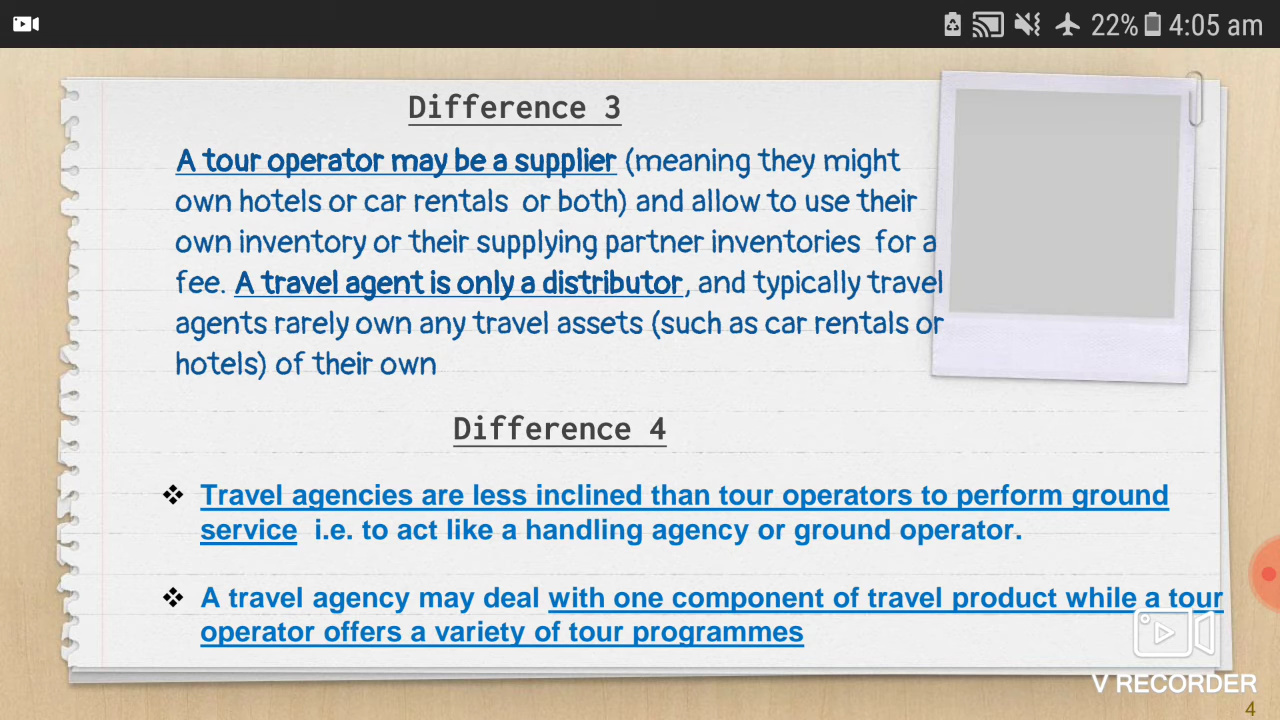 22% 4:05 am
Difference 3
A tour operator may be a supplier (meaning they might
own hotels or car rentals or both) and allow to use their
own inventory or their supplying partner inventories for a
fee. A travel agent is only a distributor, and typically travel
agents rarely own any travel assets (such as car rentals or
hotels) of their own
Difference 4
❖ Travel agencies are less inclined than tour operators to perform ground
service i.e. to act like a handling agency or ground operator.
❖ A travel agency may deal with one component of travel product while a tour
operator offers a variety of tour programmes
V RECORDER
4